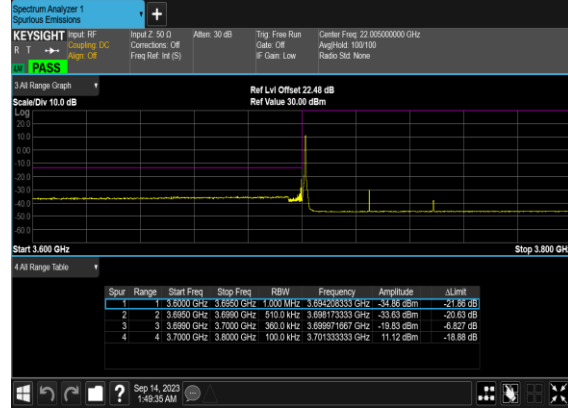 Spectrum Analyzer 1
Spurious Emissions
+
KEYSIGHT Input: RF Input Z: 50 Ω Atten: 30 dB Trig: Free Run Center Freq: 22.005000000 GHz
R T Coupling: DC Corrections: Off Gate: Off Avg|Hold: 100/100
Align: Off Freq Ref: Int (S) IF Gain: Low Radio Std: None
PASS
3 All Range Graph
Ref Lvl Offset 22.48 dB
Scale/Div 10.0 dB Ref Value 30.00 dBm
Log
20.0
10.0
0.00
-10.0
-20.0
-30.0
-40.0
-50.0
-60.0
Start 3.600 GHz Stop 3.800 GH
4 All Range Table
Spur Range Start Freq Stop Freq RBW Frequency Amplitude ΔLimit
1 1 3.6000 GHz 3.6950 GHz 1.000 MHz 3.694208333 GHz -34.86 dBm -21.86 dB
2 2 3.6950 GHz 3.6990 GHz 510.0 kHz 3.698173333 GHz -33.63 dBm -20.63 dB
3 3 3.6990 GHz 3.7000 GHz 360.0 kHz 3.699971667 GHz -19.83 dBm -6.827 dB
4 4 3.7000 GHz 3.8000 GHz 100.0 kHz 3.701333333 GHz 11.12 dBm -18.88 dB
? Sep 14, 2023
1:49:35 AM